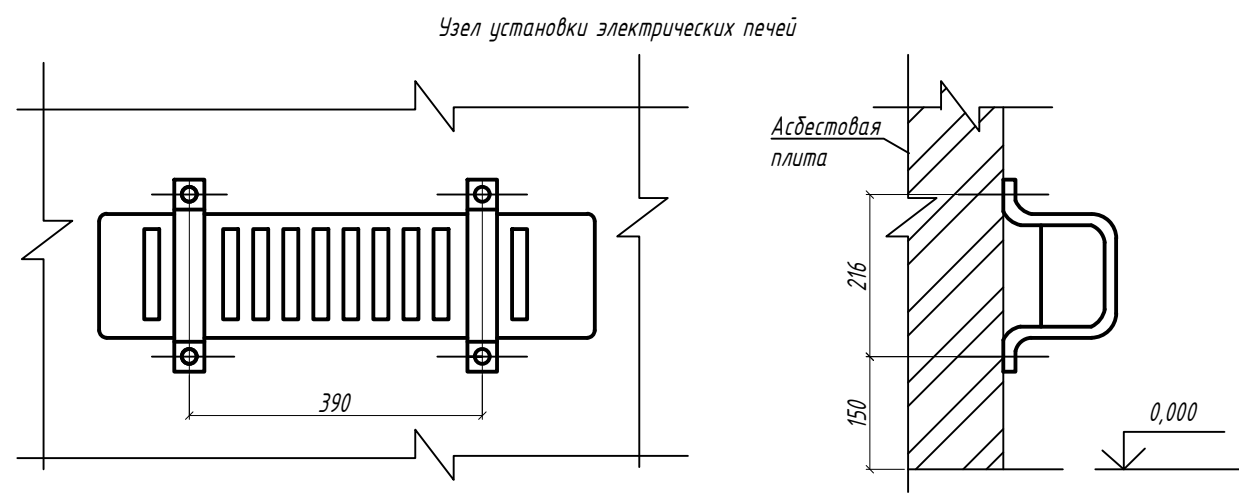 Узел установки электрических печей
Асбестовая
плита
216
390
150
0,000